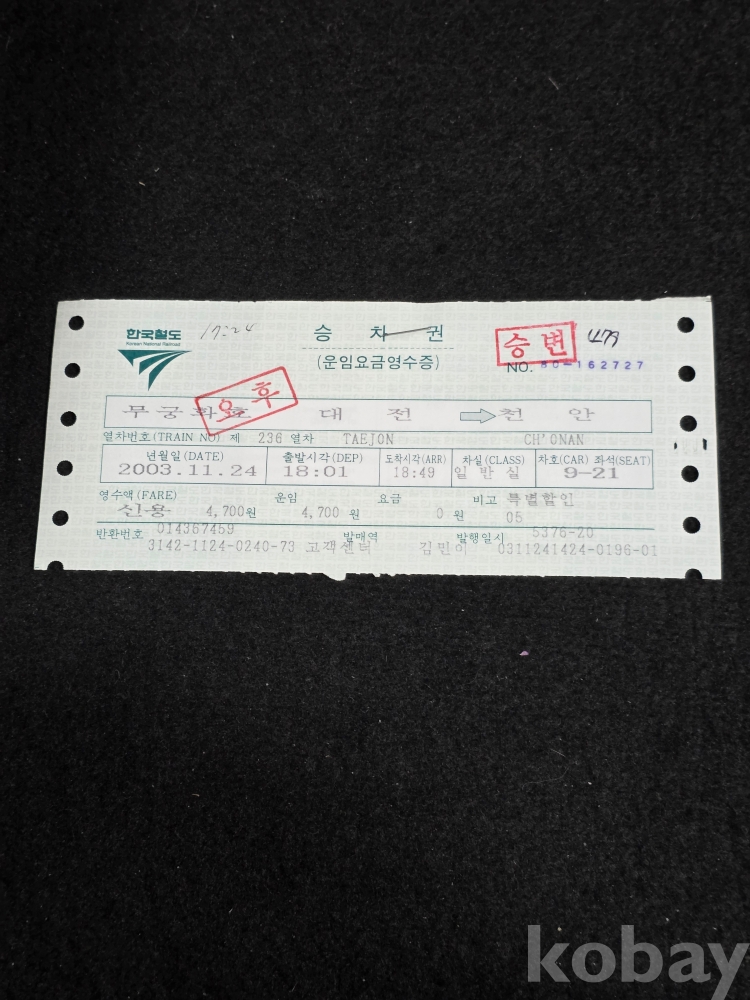 한국철도 17:24 승 차 권 승변 479
Korean National Railroad
(운임요금영수증) NO. 80-162727
오후
무궁화호 대 전 천 안
열차번호(TRAIN NO) 제 236 열차 TAEJON CH'ONAN
년월일(DATE) 출발시각(DEP) 도착시각(ARR) 차실(CLASS) 차호(CAR) 좌석(SEAT)
2003.11.24 18:01 18:49 일 반 실 9-21
영수액(FARE) 운임 요금 비고 특별할인
신용 4,700원 4,700 원 0 원 05
반환번호 014367459 발매역 발행일시 5376-20
3142-1124-0240-73 고객센터 김민이 0311241424-0196-01
kobay